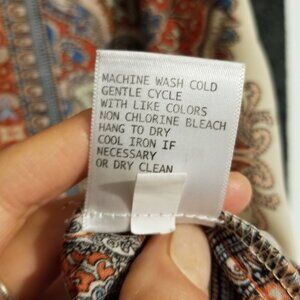 MACHINE WASH COLD
GENTLE CYCLE
WITH LIKE COLORS
NON CHLORINE BLEACH
HANG TO DRY
COOL IRON IF
NECESSARY
OR DRY CLEAN